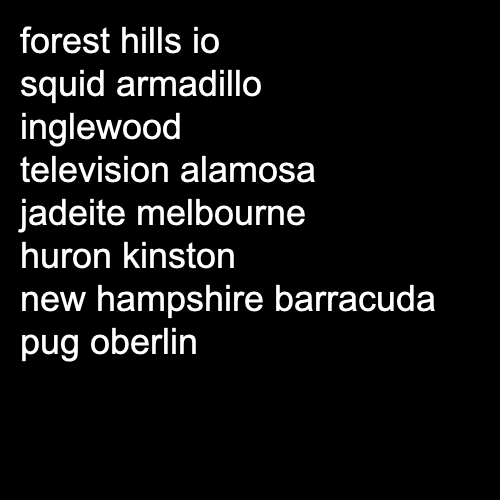 forest hills io
squid armadillo
inglewood
television alamosa
jadeite melbourne
huron kinston
new hampshire barracuda
pug oberlin